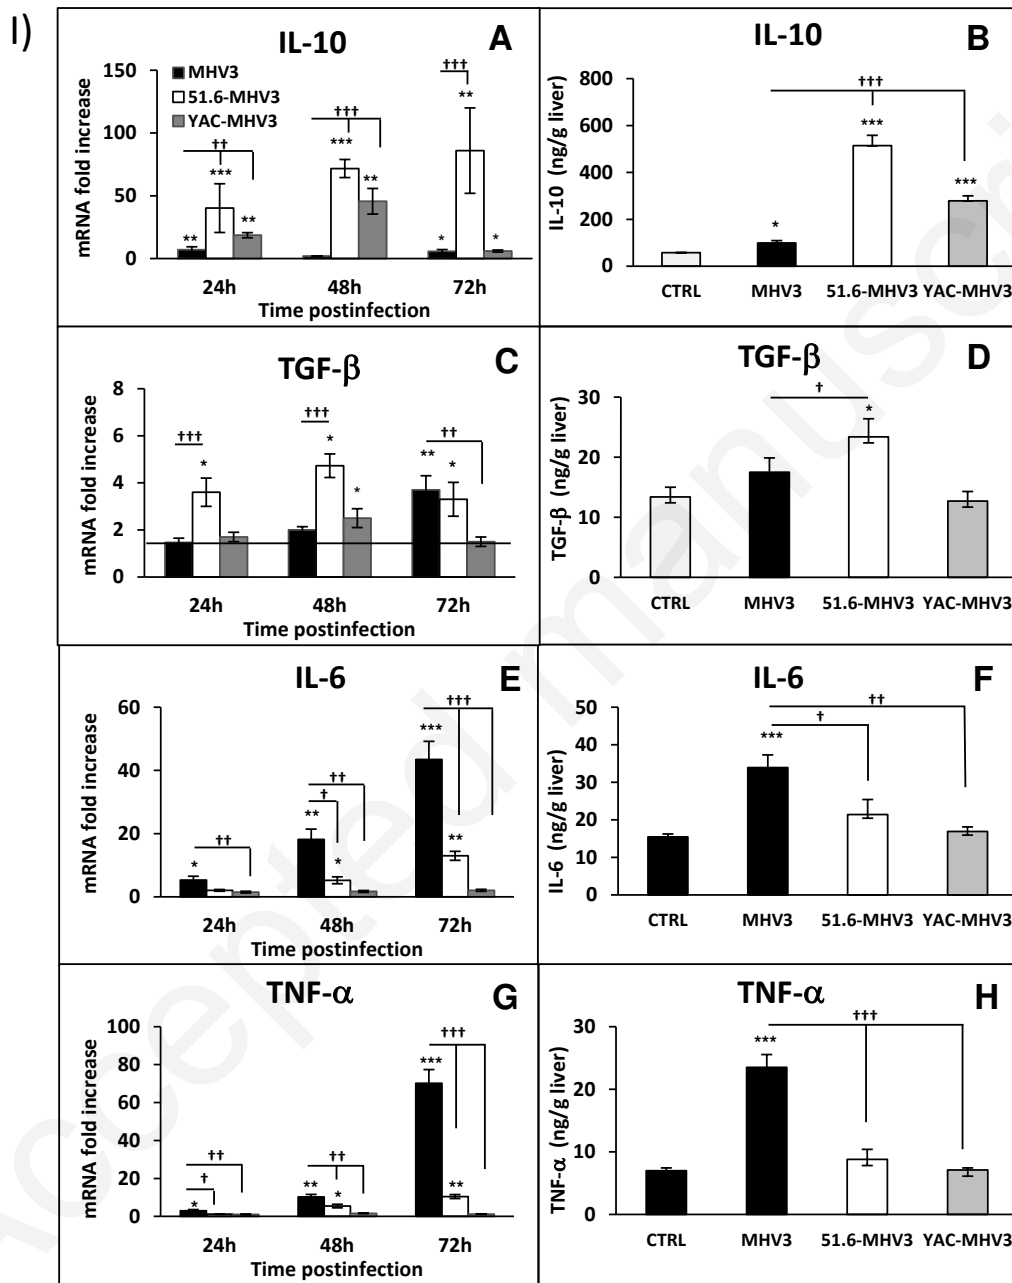 I)
IL-10 A
mRNA fold increase
150
100
50
0
MHV3
51.6-MHV3
YAC-MHV3
†† ††† †††
** *** ** *** ** * ** *
24h 48h 72h
Time postinfection
IL-10 B
IL-10 (ng/g liver)
800
600
400
200
0
†††
* *** ***
CTRL MHV3 51.6-MHV3 YAC-MHV3
TGF-β C
mRNA fold increase
8
6
4
2
0
††† ††† ††
* * * ** *
24h 48h 72h
Time postinfection
TGF-β D
TGF-β (ng/g liver)
30
20
10
0
†
*
CTRL MHV3 51.6-MHV3 YAC-MHV3
IL-6 E
mRNA fold increase
60
40
20
0
†† †† † †††
* ** * *** **
24h 48h 72h
Time postinfection
IL-6 F
IL-6 (ng/g liver)
50
40
30
20
10
0
††
†
***
CTRL MHV3 51.6-MHV3 YAC-MHV3
TNF-α G
mRNA fold increase
100
80
60
40
20
0
†† † †† †††
* ** * *** **
24h 48h 72h
Time postinfection
TNF-α H
TNF-α (ng/g liver)
30
20
10
0
†††
***
CTRL MHV3 51.6-MHV3 YAC-MHV3
Accepted manuscri